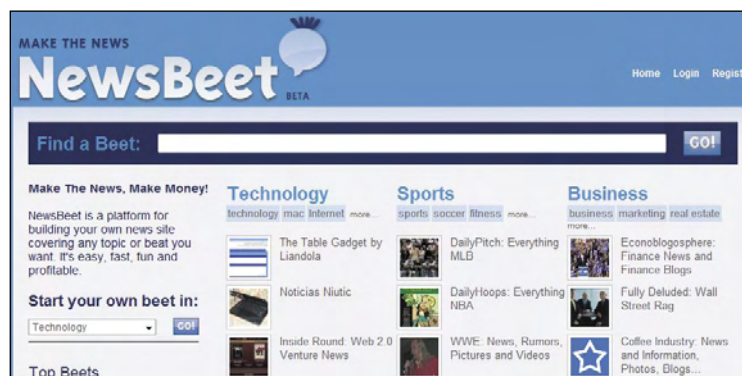 MAKE THE NEWS
NewsBeet
BETA
Home Login Regist
Find a Beet:
GO!
Make The News, Make Money!
NewsBeet is a platform for
building your own news site
covering any topic or beat you
want. It's easy, fast, fun and
profitable.
Start your own beet in:
Technology
GO!
Top Beets
Technology
technology mac Internet more...
The Table Gadget by
Liandola
Noticias Niutic
Inside Round: Web 2.0
Venture News
Sports
sports soccer fitness more...
DailyPitch: Everything
MLB
DailyHoops: Everything
NBA
WWE: News, Rumors,
Pictures and Videos
Business
business marketing real estate
more...
Econoblogosphere:
Finance News and
Finance Blogs
Fully Deluded: Wall
Street Rag
Coffee Industry: News
and Information,
Photos, Blogs...